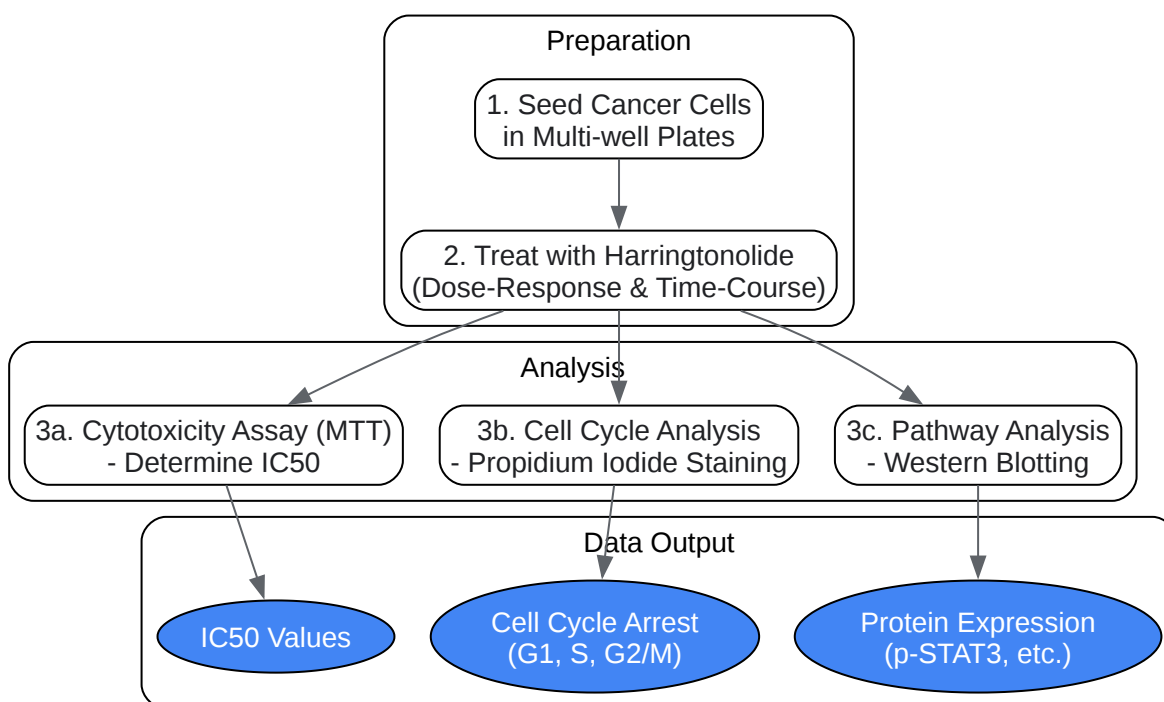 Preparation
1. Seed Cancer Cells
in Multi-well Plates
2. Treat with Harringtonolide
(Dose-Response & Time-Course)
Analysis
3a. Cytotoxicity Assay (MTT)
- Determine IC50
3b. Cell Cycle Analysis
- Propidium Iodide Staining
3c. Pathway Analysis
- Western Blotting
Data Output
IC50 Values
Cell Cycle Arrest
(G1, S, G2/M)
Protein Expression
(p-STAT3, etc.)